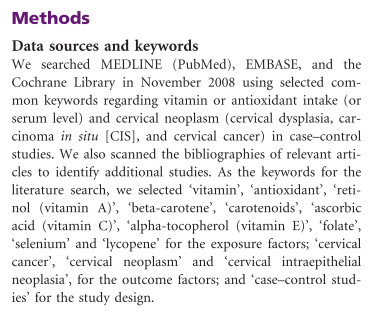 Methods
Data sources and keywords
We searched MEDLINE (PubMed), EMBASE, and the
Cochrane Library in November 2008 using selected com-
mon keywords regarding vitamin or antioxidant intake (or
serum level) and cervical neoplasm (cervical dysplasia, car-
cinoma in situ [CIS], and cervical cancer) in case–control
studies. We also scanned the bibliographies of relevant arti-
cles to identify additional studies. As the keywords for the
literature search, we selected ‘vitamin’, ‘antioxidant’, ‘reti-
nol (vitamin A)’, ‘beta-carotene’, ‘carotenoids’, ‘ascorbic
acid (vitamin C)’, ‘alpha-tocopherol (vitamin E)’, ‘folate’,
‘selenium’ and ‘lycopene’ for the exposure factors; ‘cervical
cancer’, ‘cervical neoplasm’ and ‘cervical intraepithelial
neoplasia’, for the outcome factors; and ‘case–control stud-
ies’ for the study design.